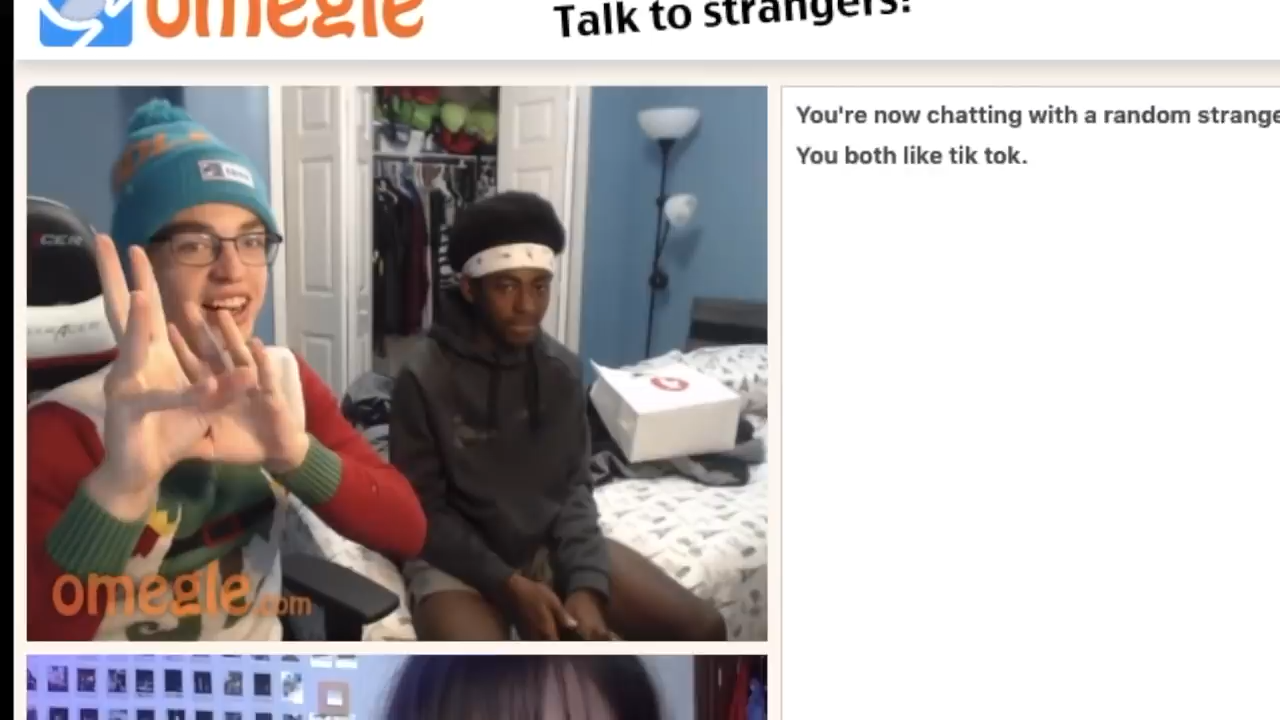 omegle
Talk to strangers!
You're now chatting with a random strange
You both like tik tok.
omegle.com